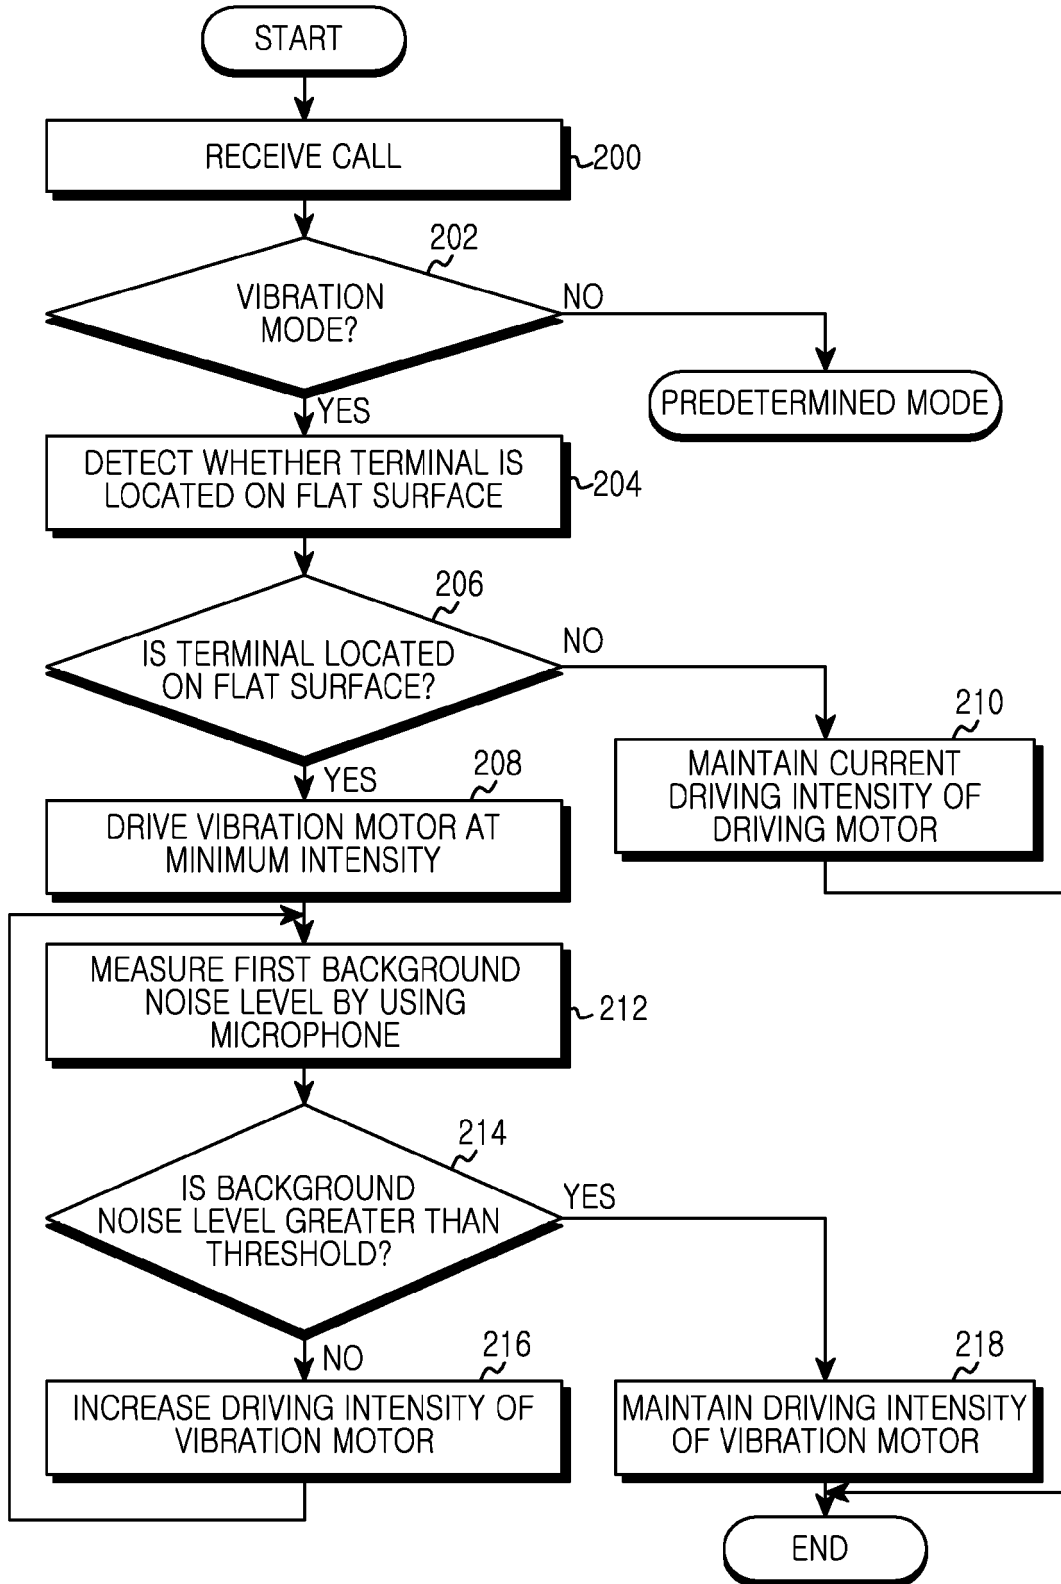 START
RECEIVE CALL
200
202
VIBRATION
MODE?
NO
PREDETERMINED MODE
YES
DETECT WHETHER TERMINAL IS
LOCATED ON FLAT SURFACE
204
206
IS TERMINAL LOCATED
ON FLAT SURFACE?
NO
210
MAINTAIN CURRENT
DRIVING INTENSITY OF
DRIVING MOTOR
YES
208
DRIVE VIBRATION MOTOR AT
MINIMUM INTENSITY
MEASURE FIRST BACKGROUND
NOISE LEVEL BY USING
MICROPHONE
212
214
IS BACKGROUND
NOISE LEVEL GREATER THAN
THRESHOLD?
YES
NO
216
INCREASE DRIVING INTENSITY OF
VIBRATION MOTOR
218
MAINTAIN DRIVING INTENSITY
OF VIBRATION MOTOR
END